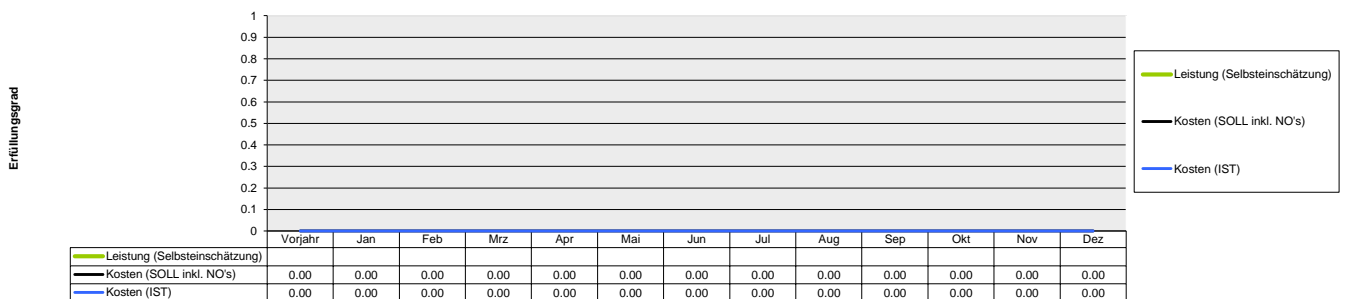 1
0.9
0.8
0.7
0.6
0.5
0.4
0.3
0.2
0.1
0
Erfüllungsgrad
Leistung (Selbsteinschätzung)
Kosten (SOLL inkl. NO's)
Kosten (IST)
Vorjahr Jan Feb Mrz Apr Mai Jun Jul Aug Sep Okt Nov Dez
Leistung (Selbsteinschätzung)
Kosten (SOLL inkl. NO's) 0.00 0.00 0.00 0.00 0.00 0.00 0.00 0.00 0.00 0.00 0.00 0.00 0.00
Kosten (IST) 0.00 0.00 0.00 0.00 0.00 0.00 0.00 0.00 0.00 0.00 0.00 0.00 0.00